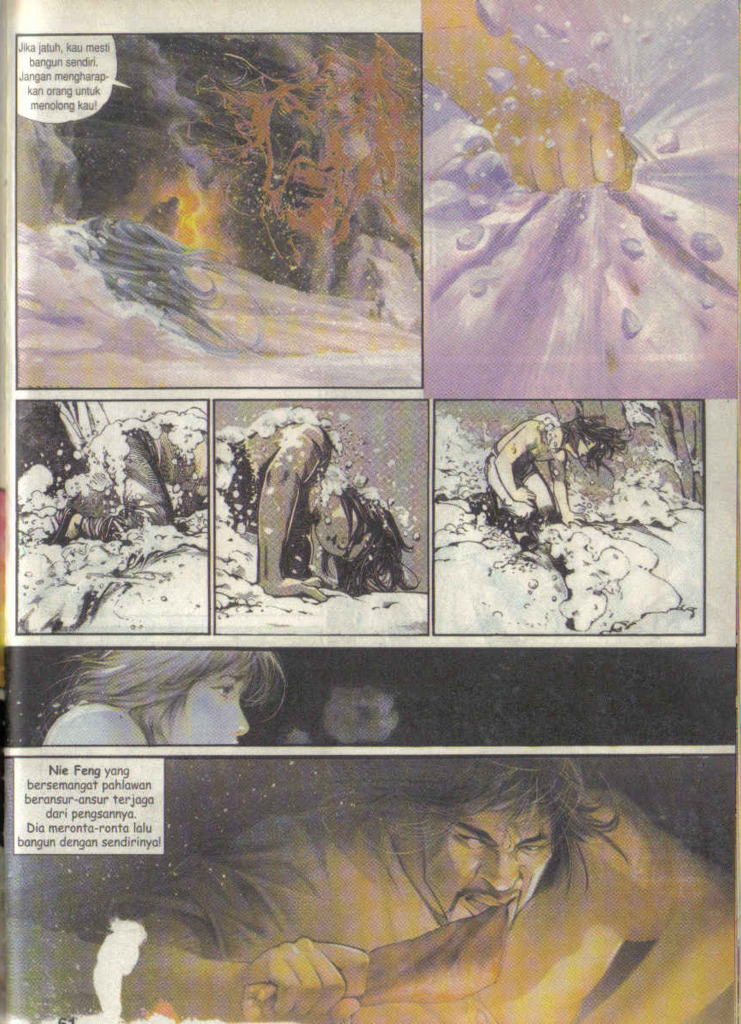 Jika jatuh, kau mesti
bangun sendiri.
Jangan mengharap-
kan orang untuk
menolong kau!
Nie Feng yang
bersemangat pahlawan
beransur-ansur terjaga
dari pengsannya.
Dia meronta-ronta lalu
bangun dengan sendirinya!
61